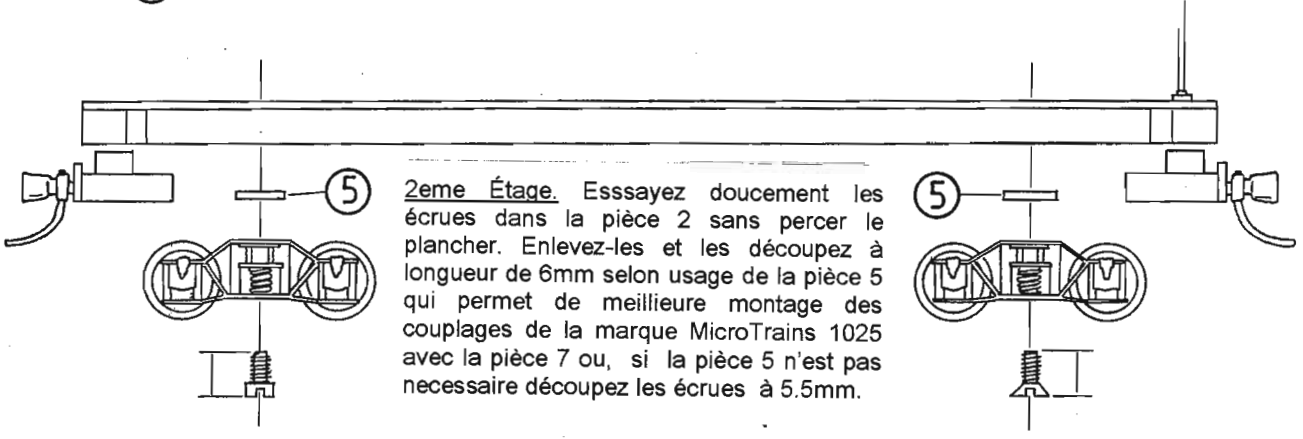 5
5
2eme Étage. Esssayez doucement les
écrues dans la pièce 2 sans percer le
plancher. Enlevez-les et les découpez à
longueur de 6mm selon usage de la pièce 5
qui permet de meillieure montage des
couplages de la marque MicroTrains 1025
avec la pièce 7 ou, si la pièce 5 n'est pas
necessaire découpez les écrues à 5.5mm.